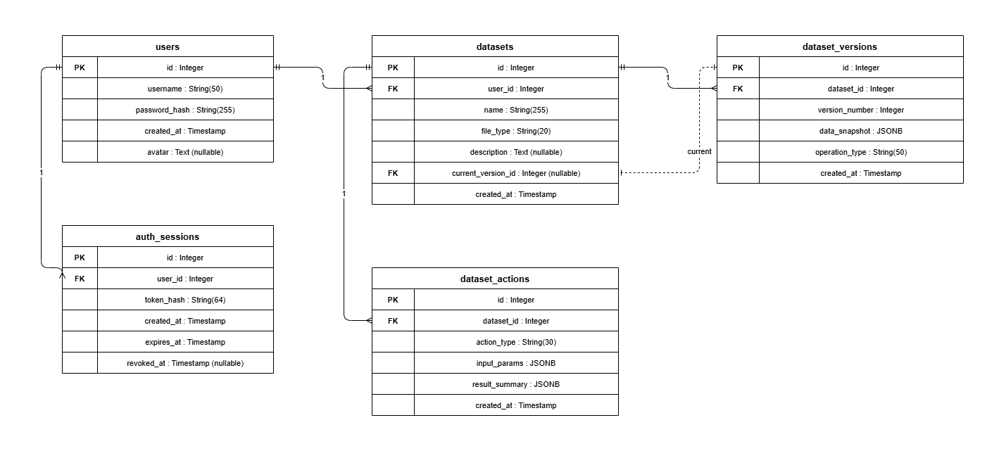 users
PK id : Integer
username : String(50)
password_hash : String(255)
created_at : Timestamp
avatar : Text (nullable)
datasets
PK id : Integer
FK user_id : Integer
name : String(255)
file_type : String(20)
description : Text (nullable)
FK current_version_id : Integer (nullable)
created_at : Timestamp
dataset_versions
PK id : Integer
FK dataset_id : Integer
version_number : Integer
data_snapshot : JSONB
operation_type : String(50)
created_at : Timestamp
1
1
1
current
1
1
auth_sessions
PK id : Integer
FK user_id : Integer
token_hash : String(64)
created_at : Timestamp
expires_at : Timestamp
revoked_at : Timestamp (nullable)
dataset_actions
PK id : Integer
FK dataset_id : Integer
action_type : String(30)
input_params : JSONB
result_summary : JSONB
created_at : Timestamp